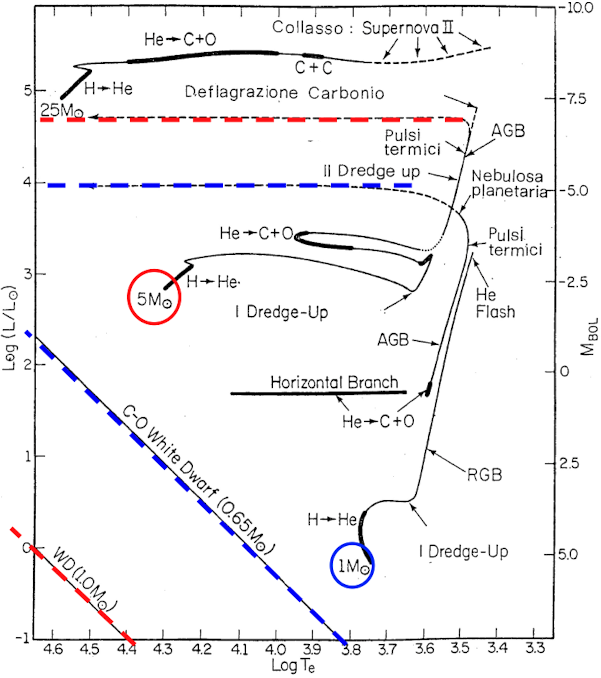 Collasso : Supernova II
He→C+O
C+C
H→He
25M⊙
Deflagrazione Carbonio
Pulsi
termici
AGB
II Dredge up
Nebulosa
planetaria
He→C+O
Pulsi
termici
H→He
5M⊙
I Dredge-Up
He
Flash
AGB
Horizontal Branch
He→C+O
C-O White Dwarf (0.65M⊙)
RGB
H→He
I Dredge-Up
1M⊙
WD(1.0M⊙)
Log (L/L⊙)
5
4
3
2
1
0
-1
-10.0
-7.5
-5.0
-2.5
0
2.5
5.0
M BOL
4.6 4.5 4.4 4.3 4.2 4.1 4.0 3.9 3.8 3.7 3.6 3.5 3.4 3.3
Log Te